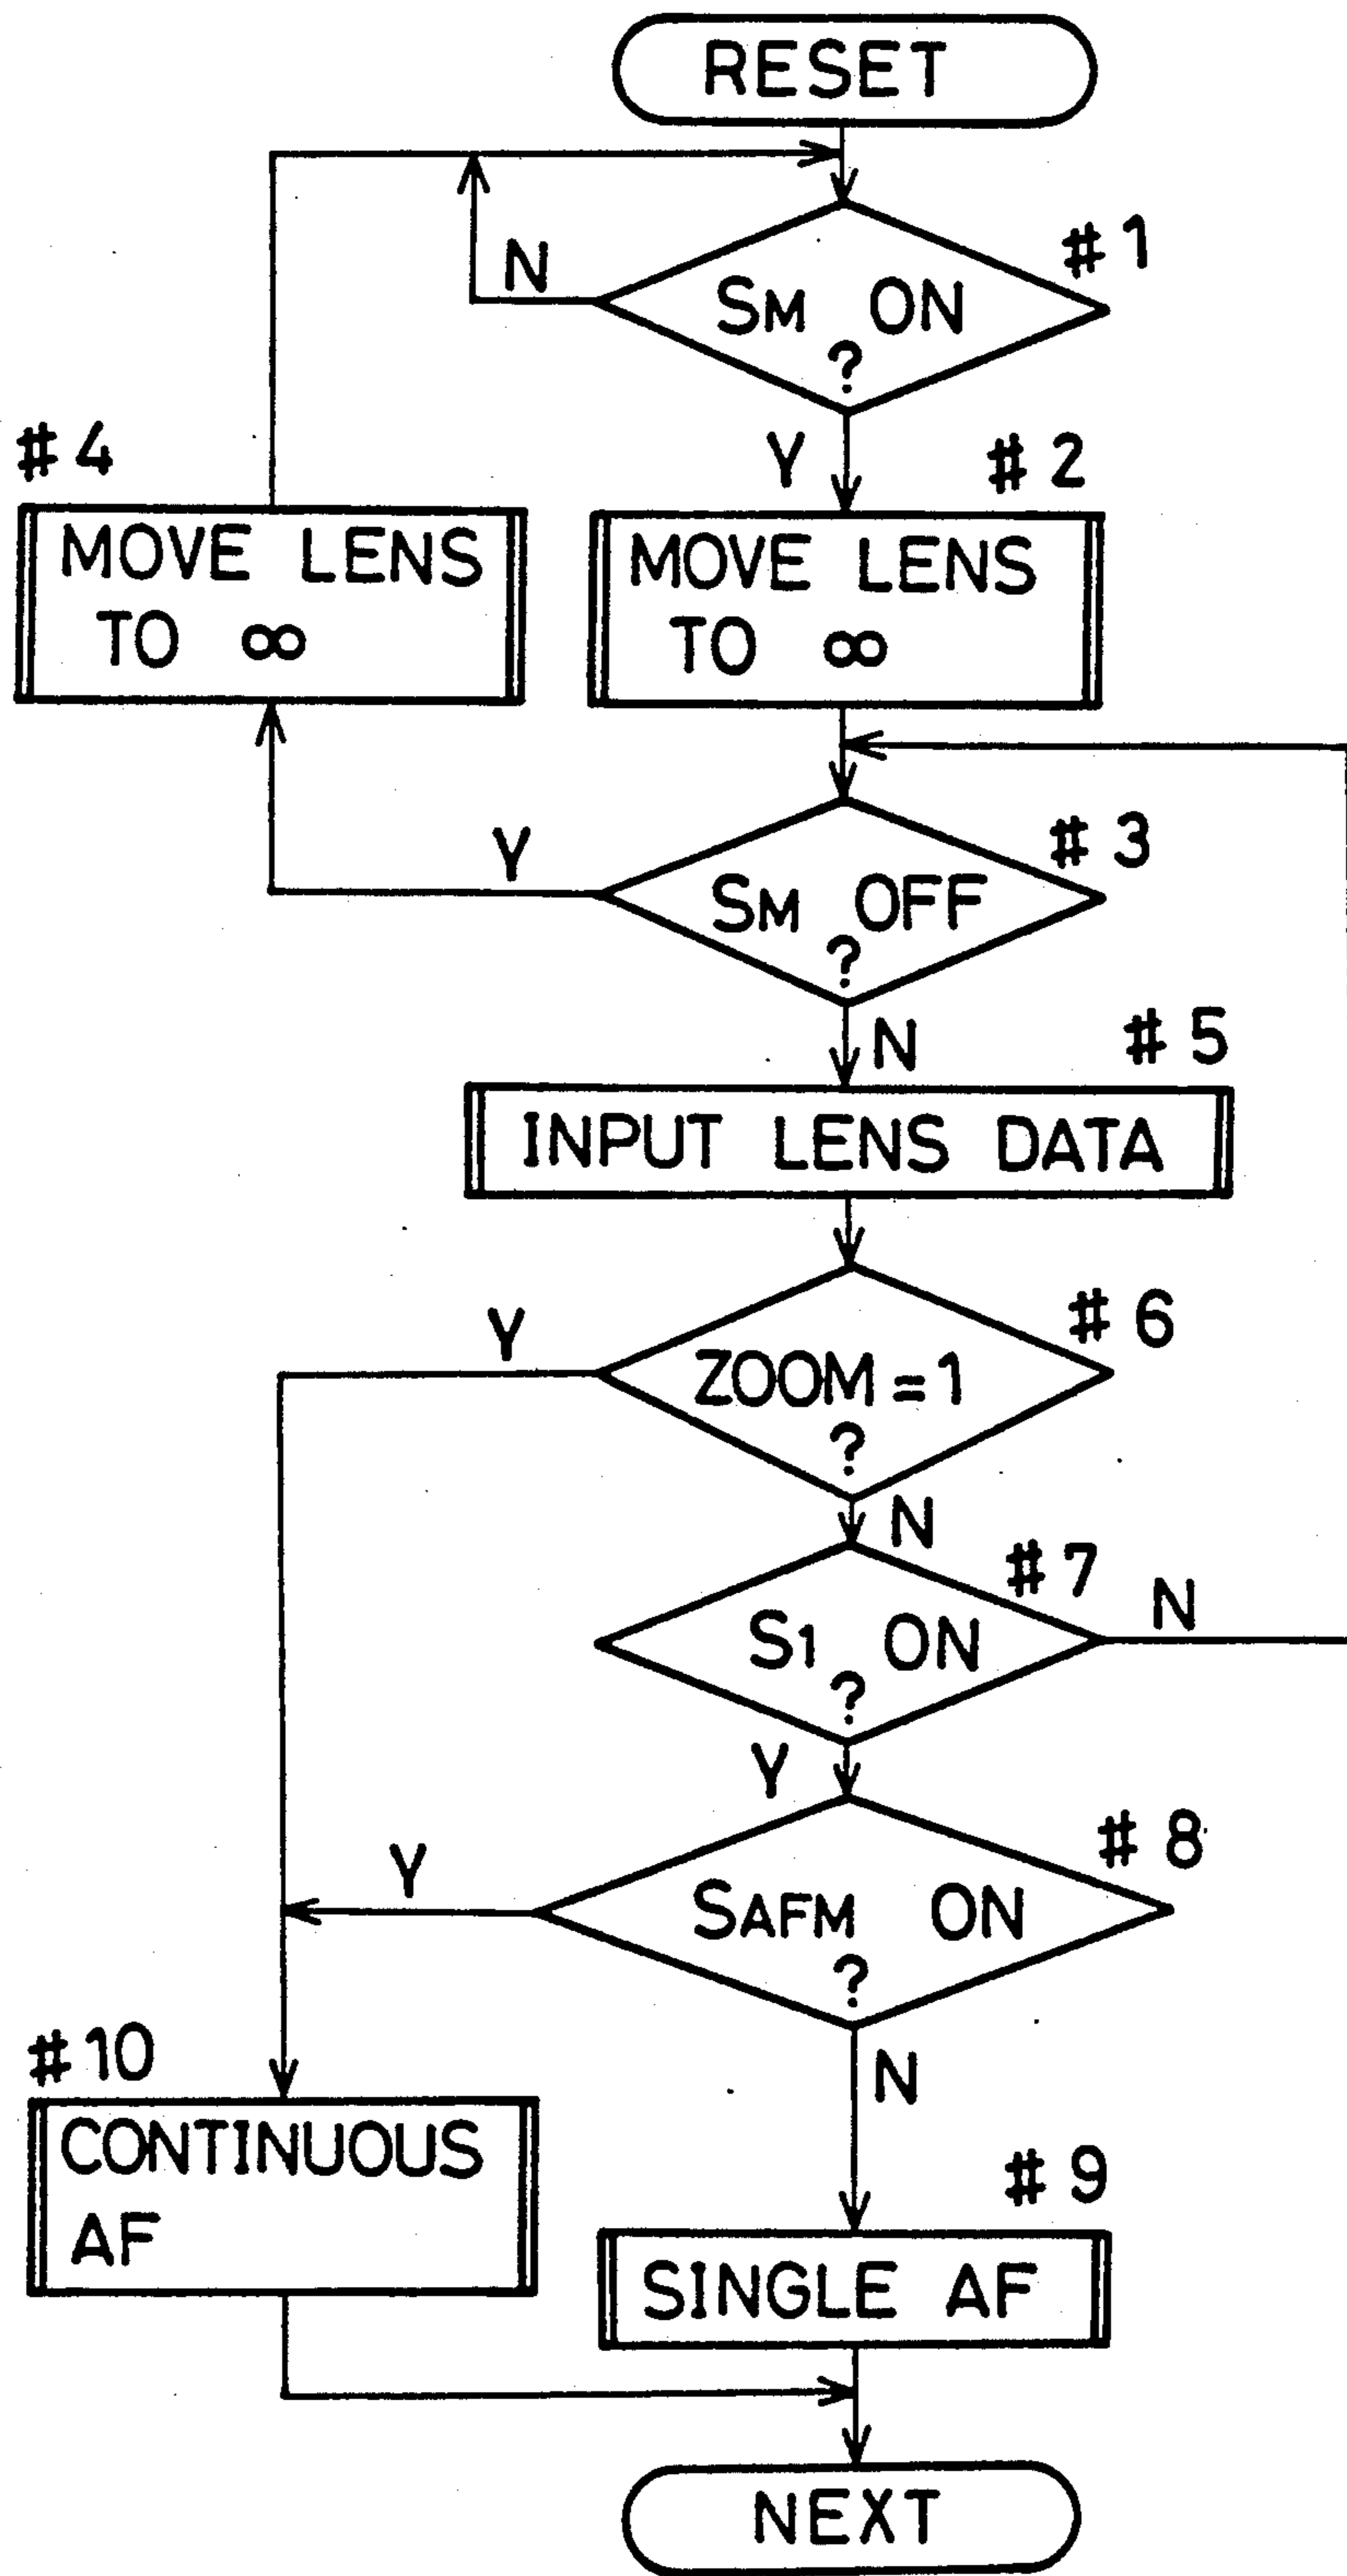 RESET
#1
N
SM ON
?
Y
#4
#2
MOVE LENS
TO ∞
MOVE LENS
TO ∞
Y
#3
SM OFF
?
N
#5
INPUT LENS DATA
Y
#6
ZOOM=1
?
N
#7
N
S1 ON
?
Y
#8
Y
SAFM ON
?
#10
N
CONTINUOUS
AF
#9
SINGLE AF
NEXT